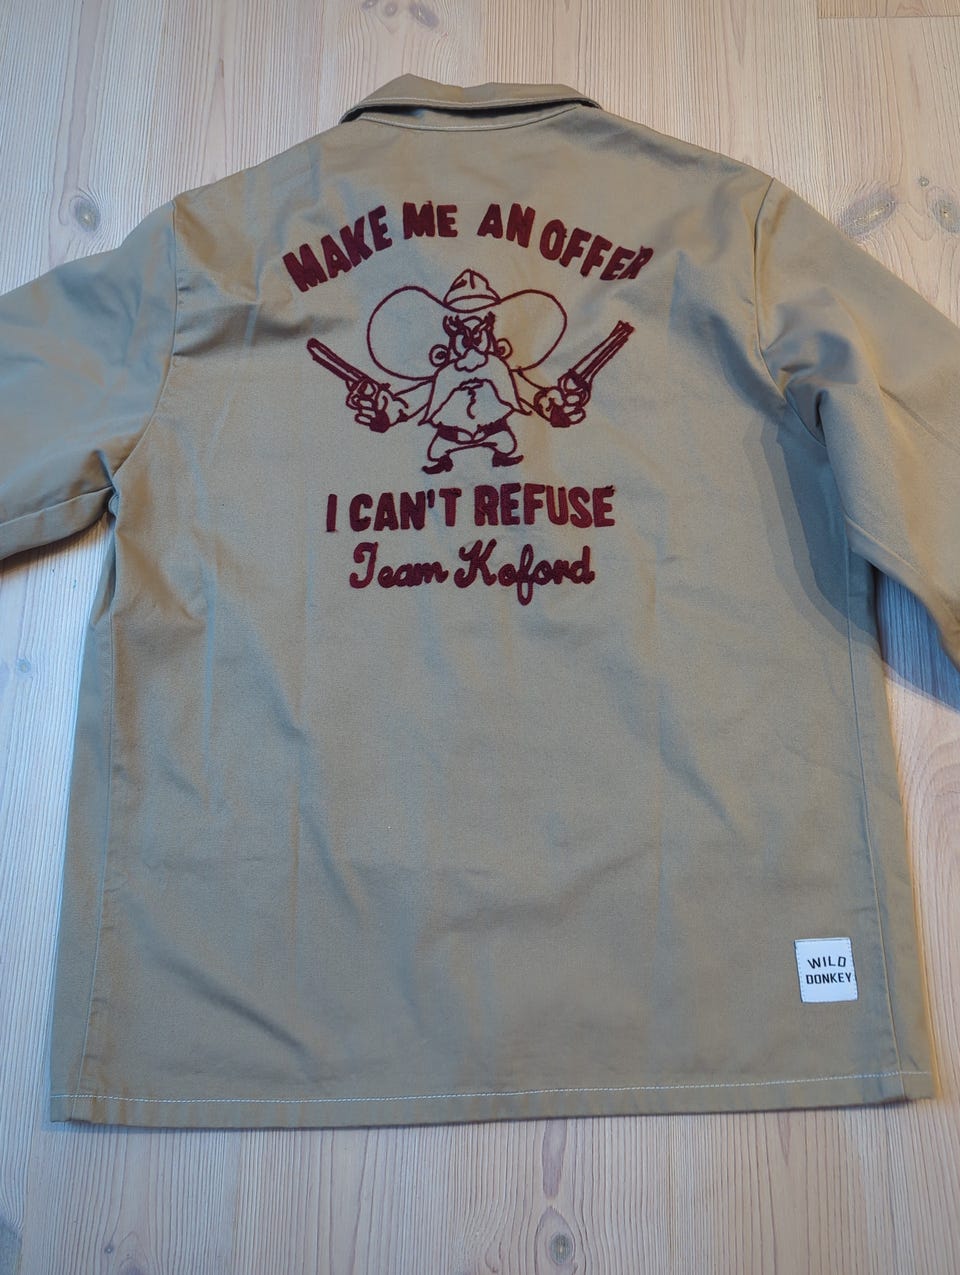 MAKE ME AN OFFER
I CAN'T REFUSE
Team Koford
WILD
DONKEY